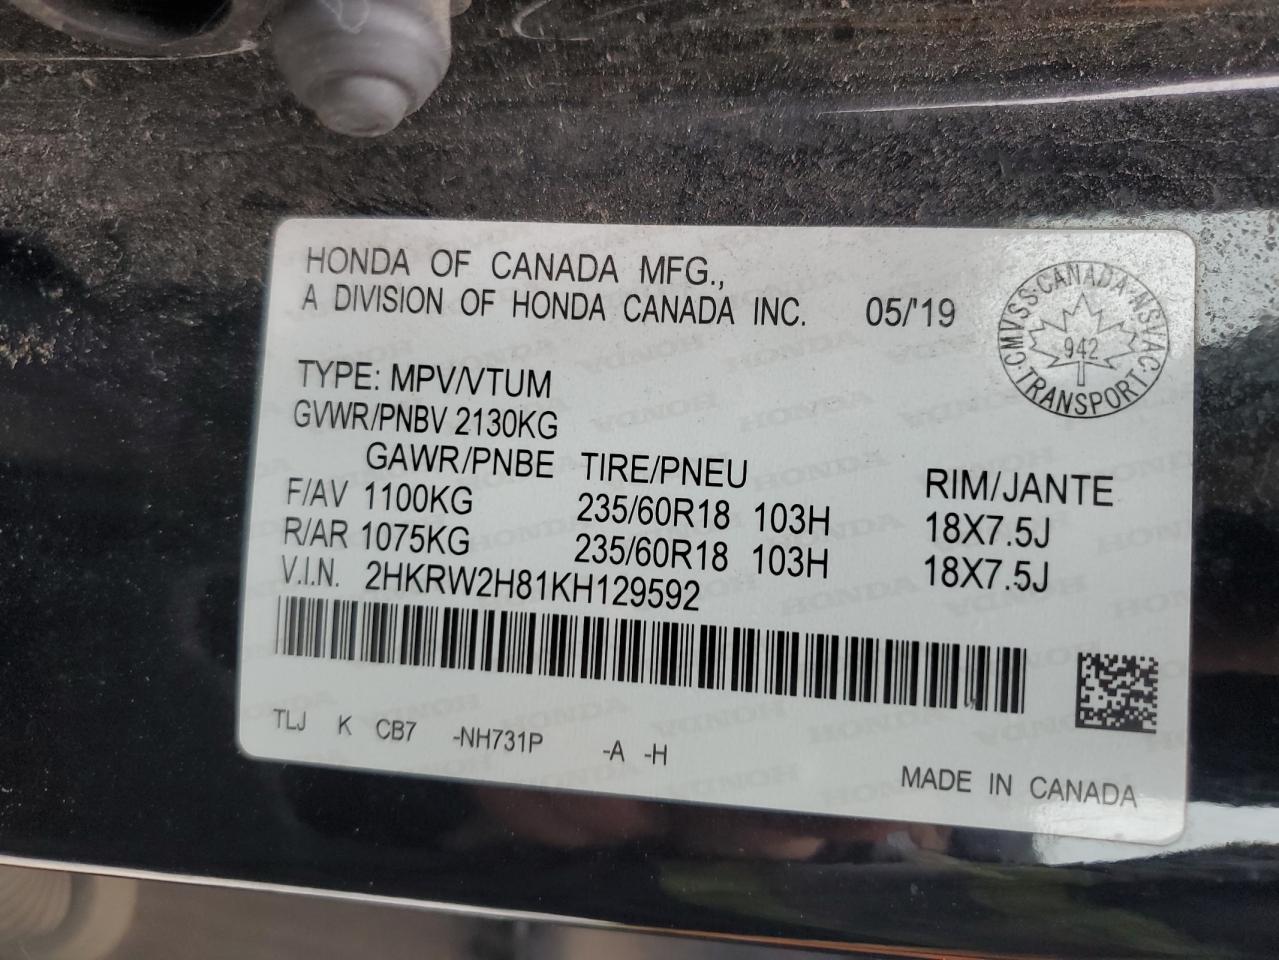 HONDA OF CANADA MFG.,
A DIVISION OF HONDA CANADA INC. 05/'19
CMVSS·CANADA·NSVAC·TRANSPORT·
942
TYPE: MPV/VTUM
GVWR/PNBV 2130KG
GAWR/PNBE TIRE/PNEU RIM/JANTE
F/AV 1100KG 235/60R18 103H 18X7.5J
R/AR 1075KG 235/60R18 103H 18X7.5J
V.I.N. 2HKRW2H81KH129592
TLJ K CB7 -NH731P -A -H
MADE IN CANADA